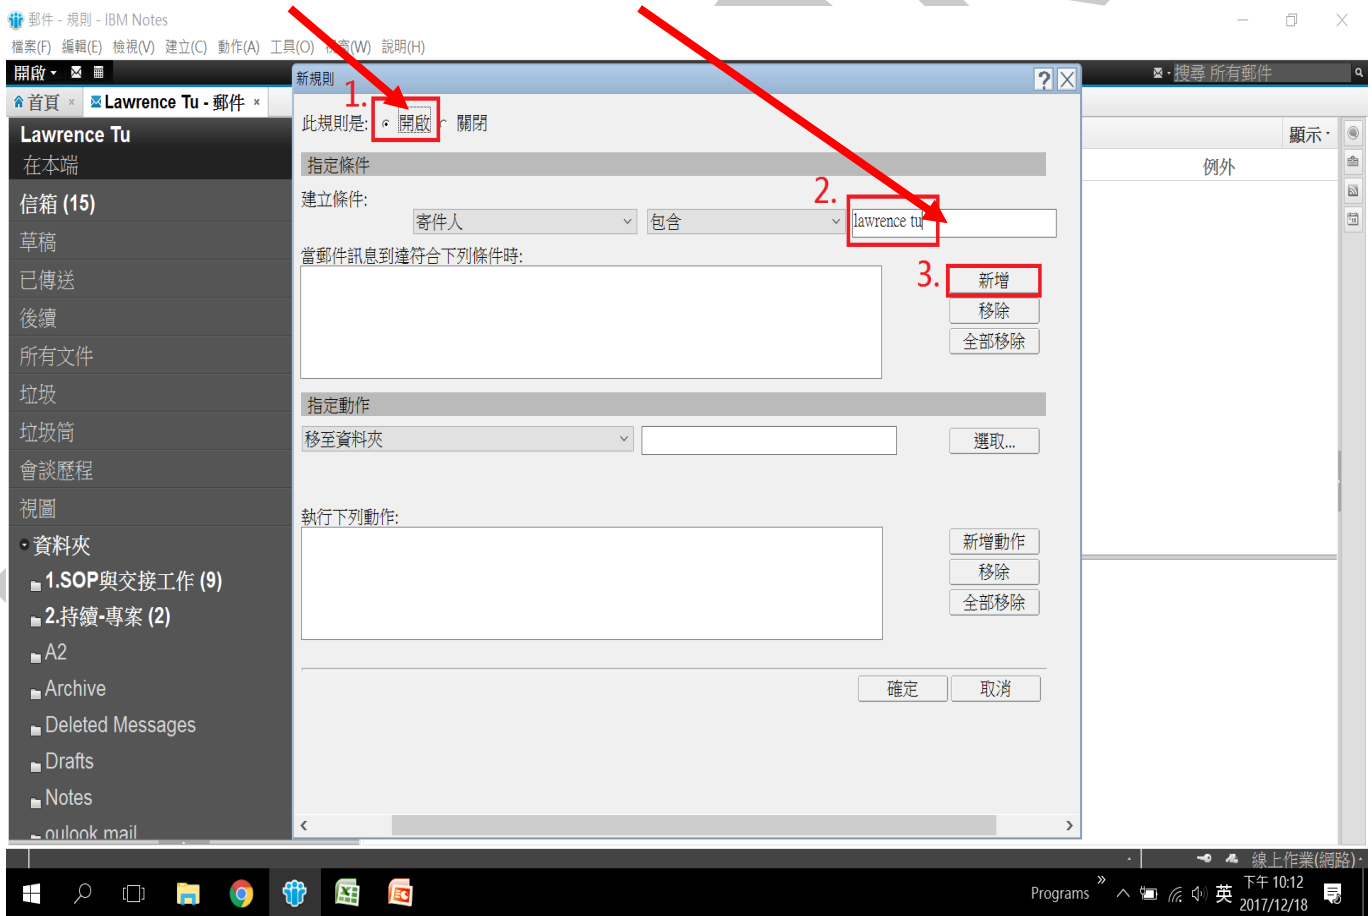 郵件 - 規則 - IBM Notes
檔案(F) 編輯(E) 檢視(V) 建立(C) 動作(A) 工具(O) (W) 說明(H)
開啟
搜尋 所有郵件
首頁
Lawrence Tu - 郵件
新規則
Lawrence Tu
在本端
信箱 (15)
草稿
已傳送
後續
所有文件
垃圾
垃圾筒
會談歷程
視圖
資料夾
1.SOP與交接工作 (9)
2.持續-專案 (2)
A2
Archive
Deleted Messages
Drafts
Notes
oulook mail
1.
此規則是: 開啟 關閉
指定條件
建立條件:
2.
寄件人 包含 lawrence tu
當郵件訊息到達符合下列條件時:
3. 新增
移除
全部移除
指定動作
移至資料夾 選取...
執行下列動作:
新增動作
移除
全部移除
確定 取消
顯示
例外
線上作業(網路)
Programs
英
下午 10:12
2017/12/18